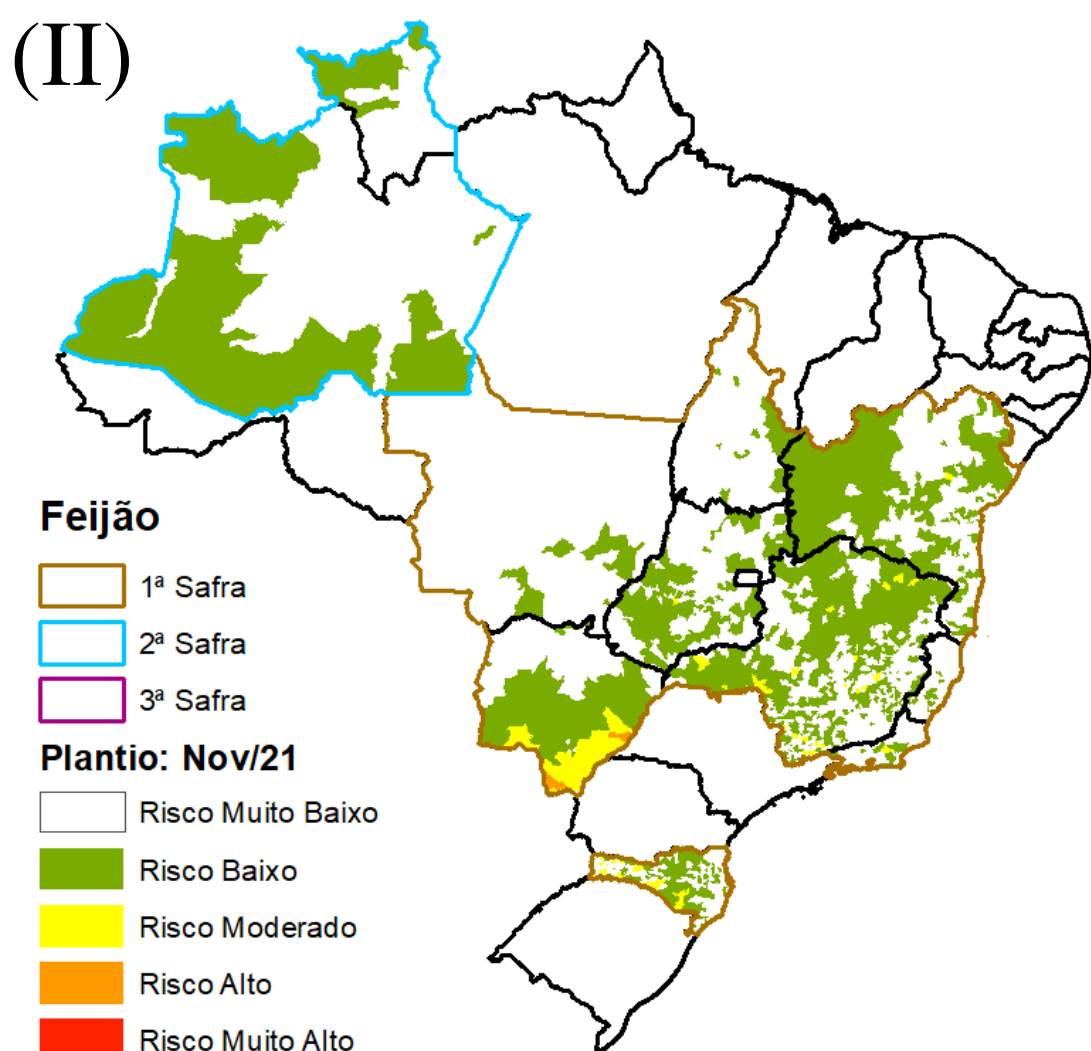 (II)
Feijão
1ª Safra
2ª Safra
3ª Safra
Plantio: Nov/21
Risco Muito Baixo
Risco Baixo
Risco Moderado
Risco Alto
Risco Muito Alto